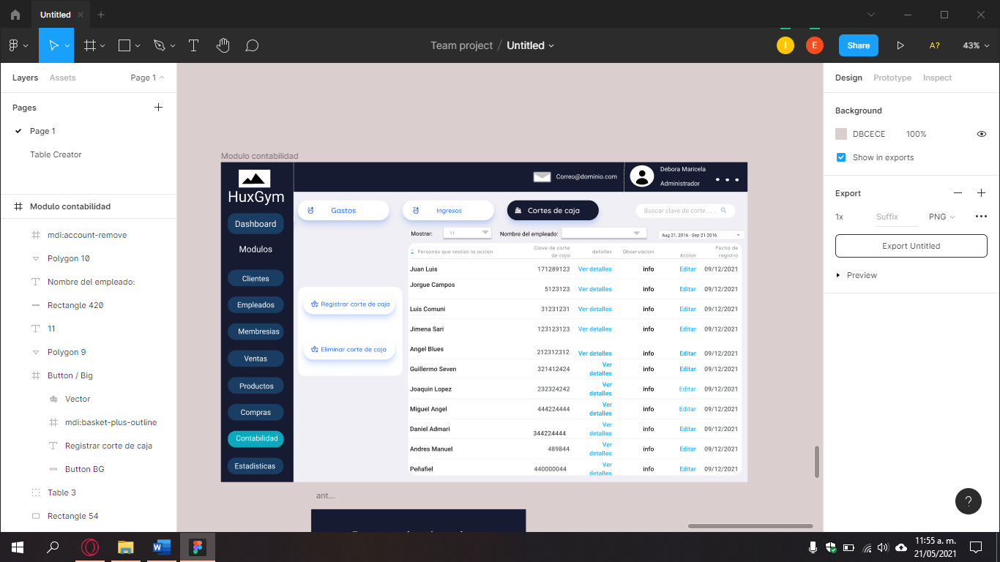 Untitled
Team project / Untitled
I
E
Share
A?
43%
Layers
Assets
Page 1
Pages
Page 1
Table Creator
Modulo contabilidad
mdi:account-remove
Polygon 10
Nombre del empleado:
Rectangle 420
11
Polygon 9
Button / Big
Vector
mdi:basket-plus-outline
Registrar corte de caja
Button BG
Table 3
Rectangle 54
Modulo contabilidad
HuxGym
Dashboard
Modulos
Clientes
Empleados
Membresias
Ventas
Productos
Compras
Contabilidad
Estadisticas
Correo@dominio.com
Debora Maricela
Administrador
Gastos
Ingresos
Cortes de caja
Buscar clave de corte . . .
Mostrar:
11
Nombre del empleado:
Aug 21, 2016 - Sep 21 2016
Registrar corte de caja
Eliminar corte de caja
Personas que realizo la accion Clave de corte de caja detalles Observacion Accion Fecha de registro
Juan Luis 171289123 Ver detalles info Editar 09/12/2021
Jorgue Campos 5123123 Ver detalles info Editar 09/12/2021
Luis Comuni 31231231 Ver detalles info Editar 09/12/2021
Jimena Sari 123123123 Ver detalles info Editar 09/12/2021
Angel Blues 212312312 Ver detalles info Editar 09/12/2021
Guillermo Seven 321412424 Ver detalles info Editar 09/12/2021
Joaquin Lopez 232324242 Ver detalles info Editar 09/12/2021
Miguel Angel 444224444 Ver detalles info Editar 09/12/2021
Daniel Admari 344224444 Ver detalles info Editar 09/12/2021
Andres Manuel 489844 Ver detalles info Editar 09/12/2021
Peñafiel 440000044 Ver detalles info Editar 09/12/2021
ant...
Design
Prototype
Inspect
Background
DBCECE
100%
Show in exports
Export
1x
Suffix
PNG
Export Untitled
Preview
?
11:55 a. m.
21/05/2021